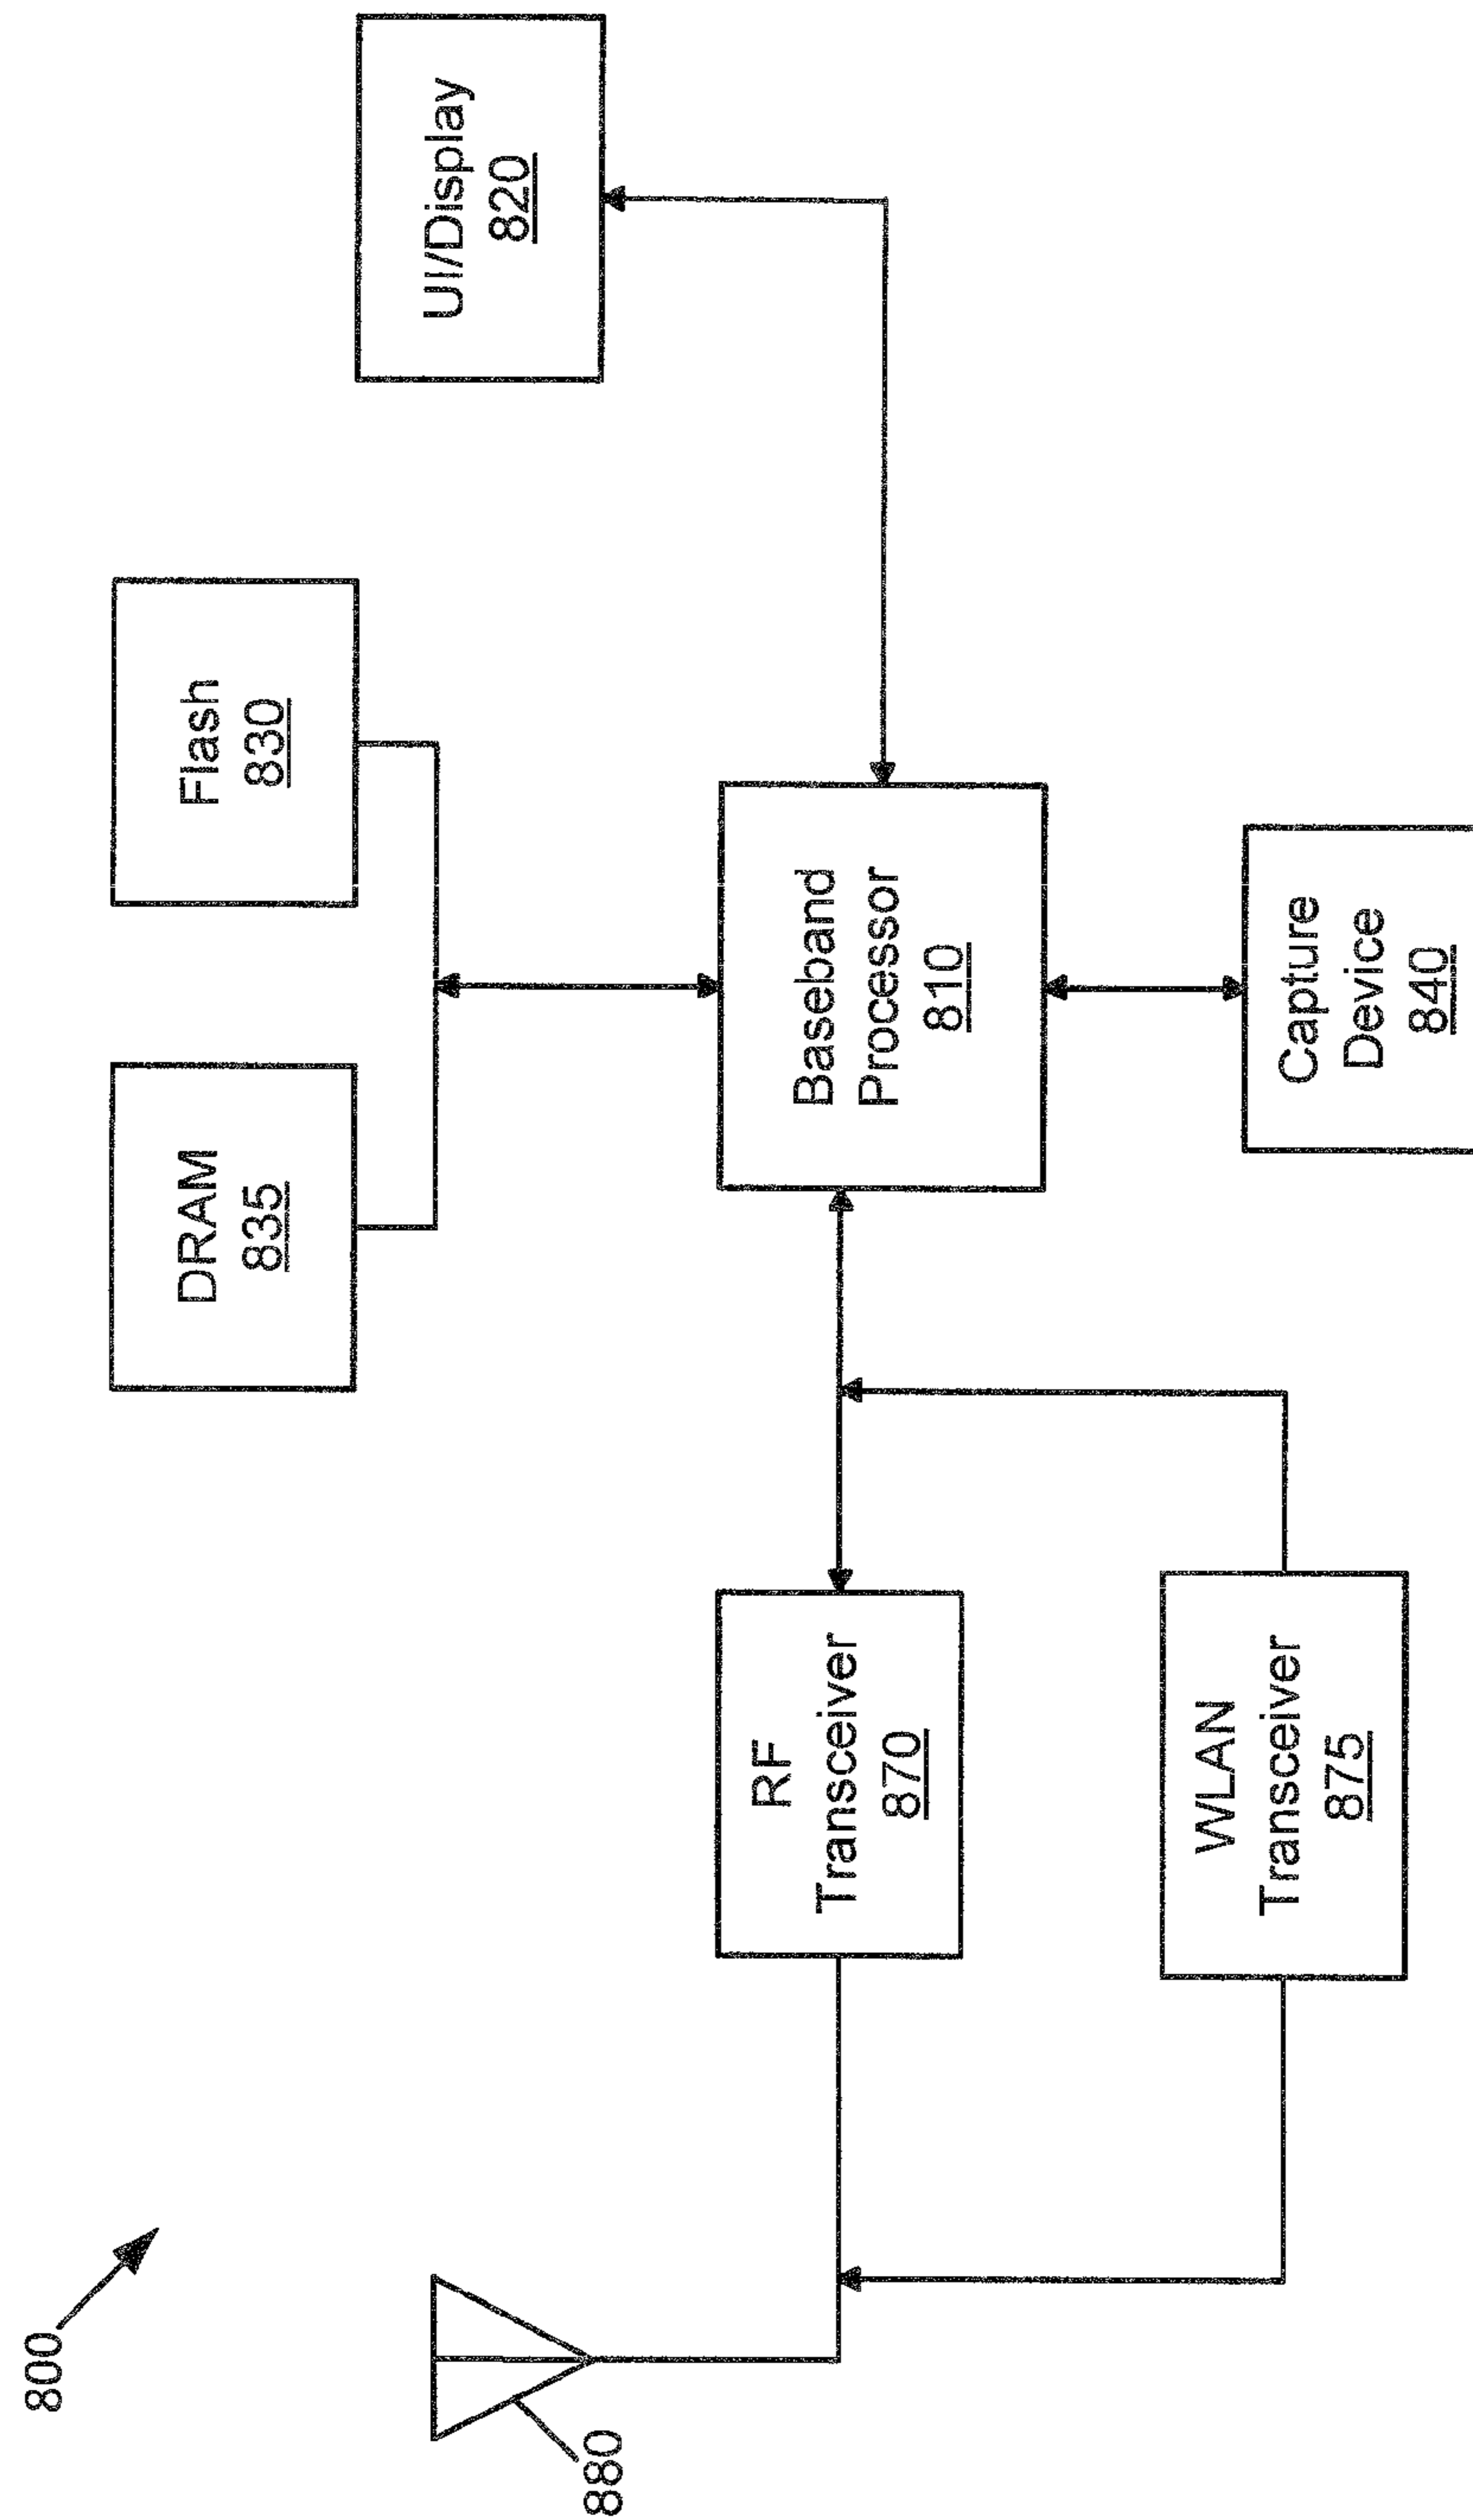 800
880
DRAM
835
Flash
830
UI/Display
820
RF
Transceiver
870
Baseband
Processor
810
WLAN
Transceiver
875
Capture
Device
840